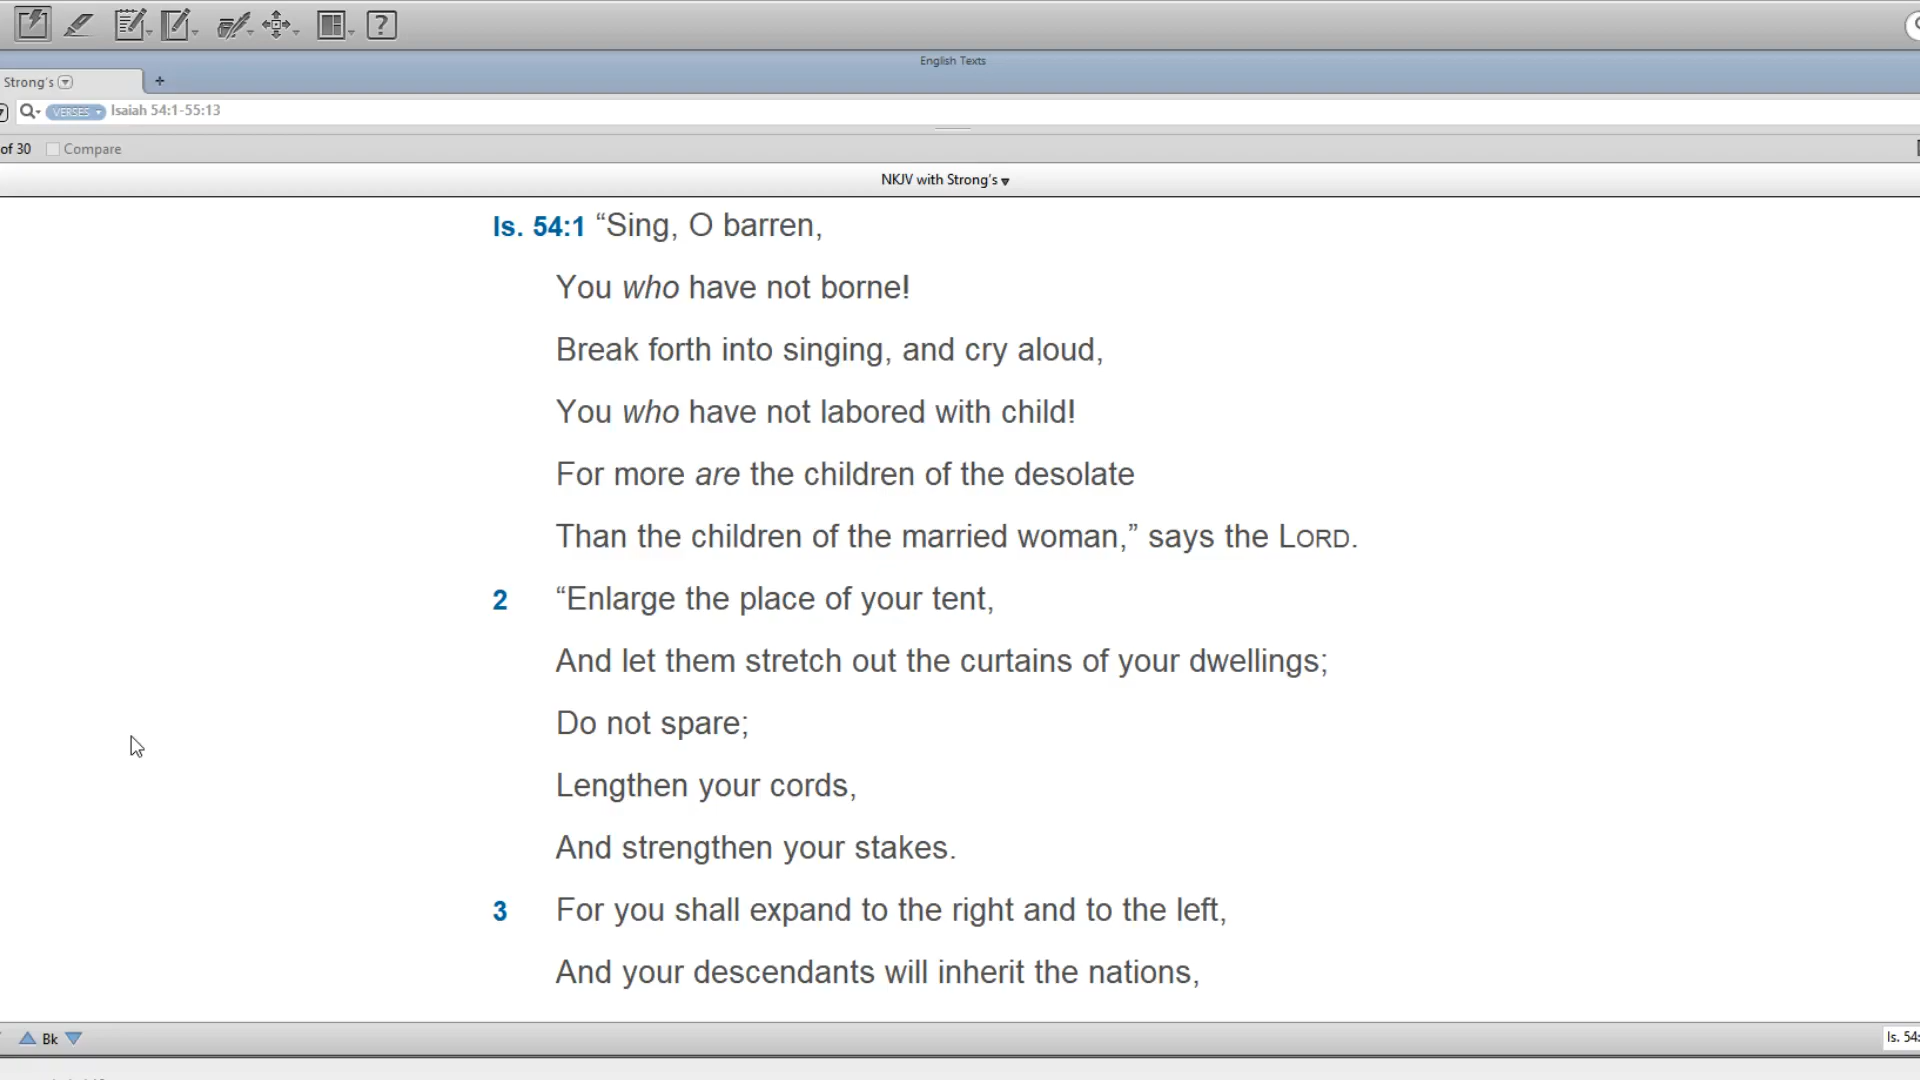 English Texts
Strong's
VERSES Isaiah 54:1-55:13
of 30 Compare
NKJV with Strong's
Is. 54:1 “Sing, O barren,
You who have not borne!
Break forth into singing, and cry aloud,
You who have not labored with child!
For more are the children of the desolate
Than the children of the married woman,” says the LORD.
2 “Enlarge the place of your tent,
And let them stretch out the curtains of your dwellings;
Do not spare;
Lengthen your cords,
And strengthen your stakes.
3 For you shall expand to the right and to the left,
And your descendants will inherit the nations,
Bk
Is. 54: